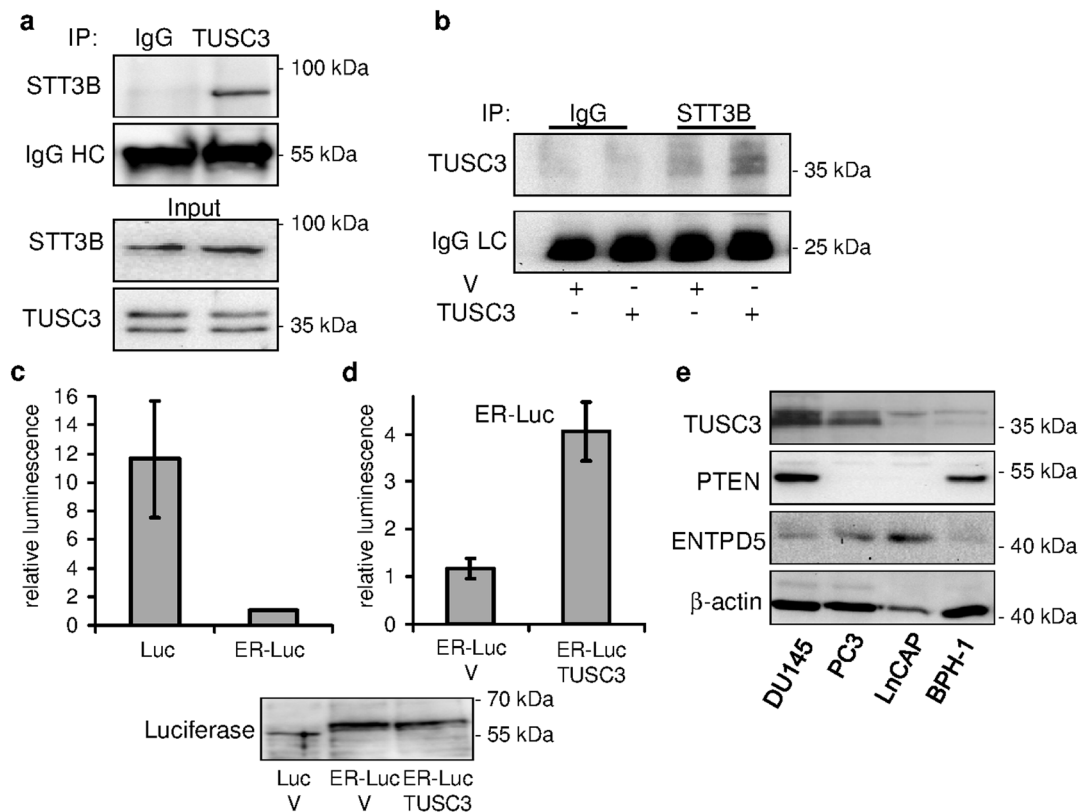 a
IP: IgG TUSC3
STT3B
- 100 kDa
IgG HC
- 55 kDa
Input
STT3B
- 100 kDa
TUSC3
- 35 kDa
b
IP: IgG STT3B
TUSC3
- 35 kDa
IgG LC
- 25 kDa
V + - + -
TUSC3 - + - +
c
relative luminescence
16
14
12
10
8
6
4
2
0
Luc ER-Luc
d
relative luminescence
ER-Luc
4
3
2
1
0
ER-Luc
V
ER-Luc
TUSC3
Luciferase
- 70 kDa
- 55 kDa
Luc
V
ER-Luc
V
ER-Luc
TUSC3
e
TUSC3
- 35 kDa
PTEN
- 55 kDa
ENTPD5
- 40 kDa
β-actin
- 40 kDa
DU145
PC3
LnCAP
BPH-1